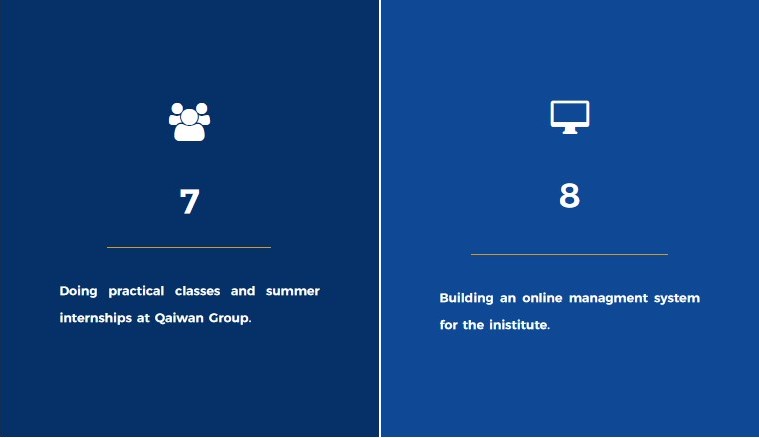 7
Doing practical classes and summer
internships at Qaiwan Group.
8
Building an online managment system
for the inistitute.